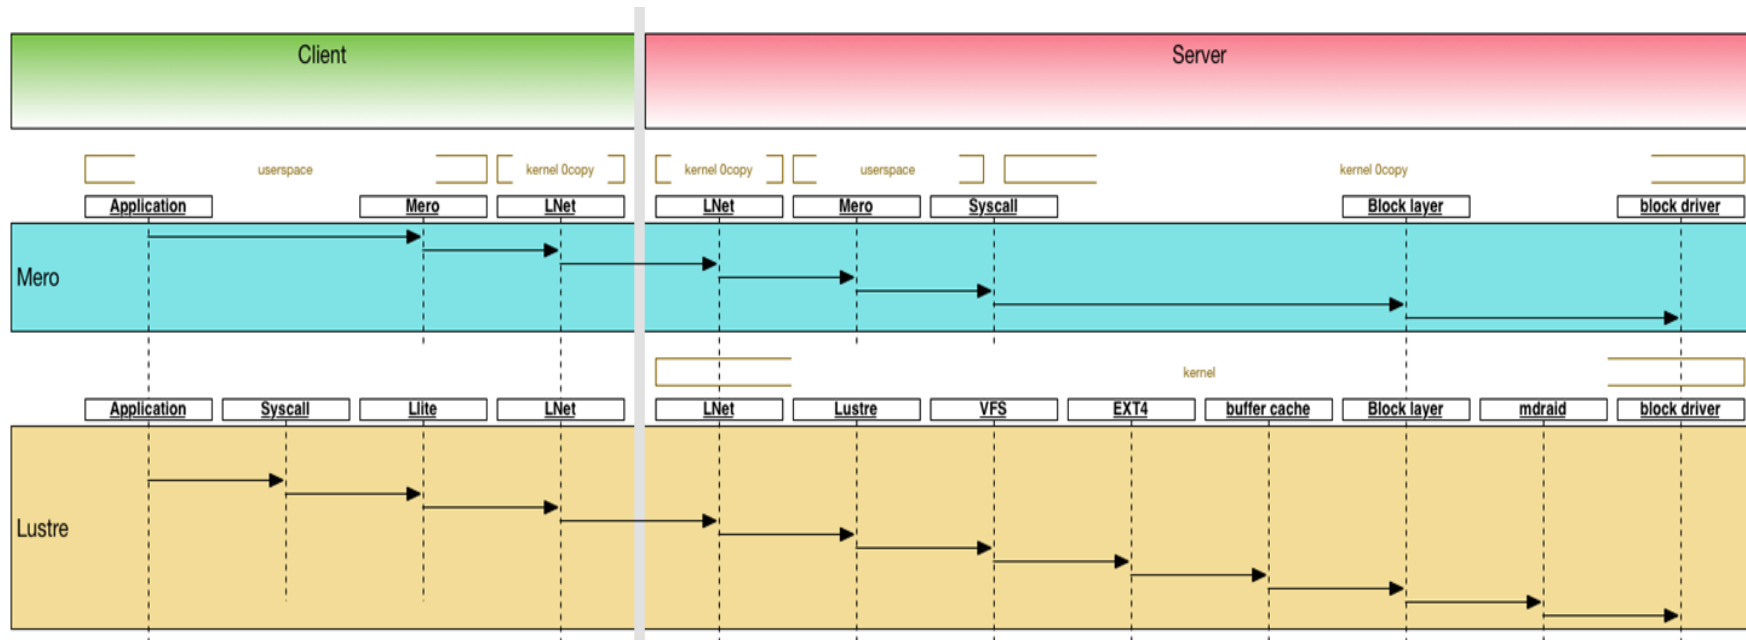 Client Server
userspace kernel 0copy kernel 0copy userspace kernel 0copy
Application Mero LNet LNet Mero Syscall Block layer block driver
Mero
kernel
Application Syscall Llite LNet LNet Lustre VFS EXT4 buffer cache Block layer mdraid block driver
Lustre